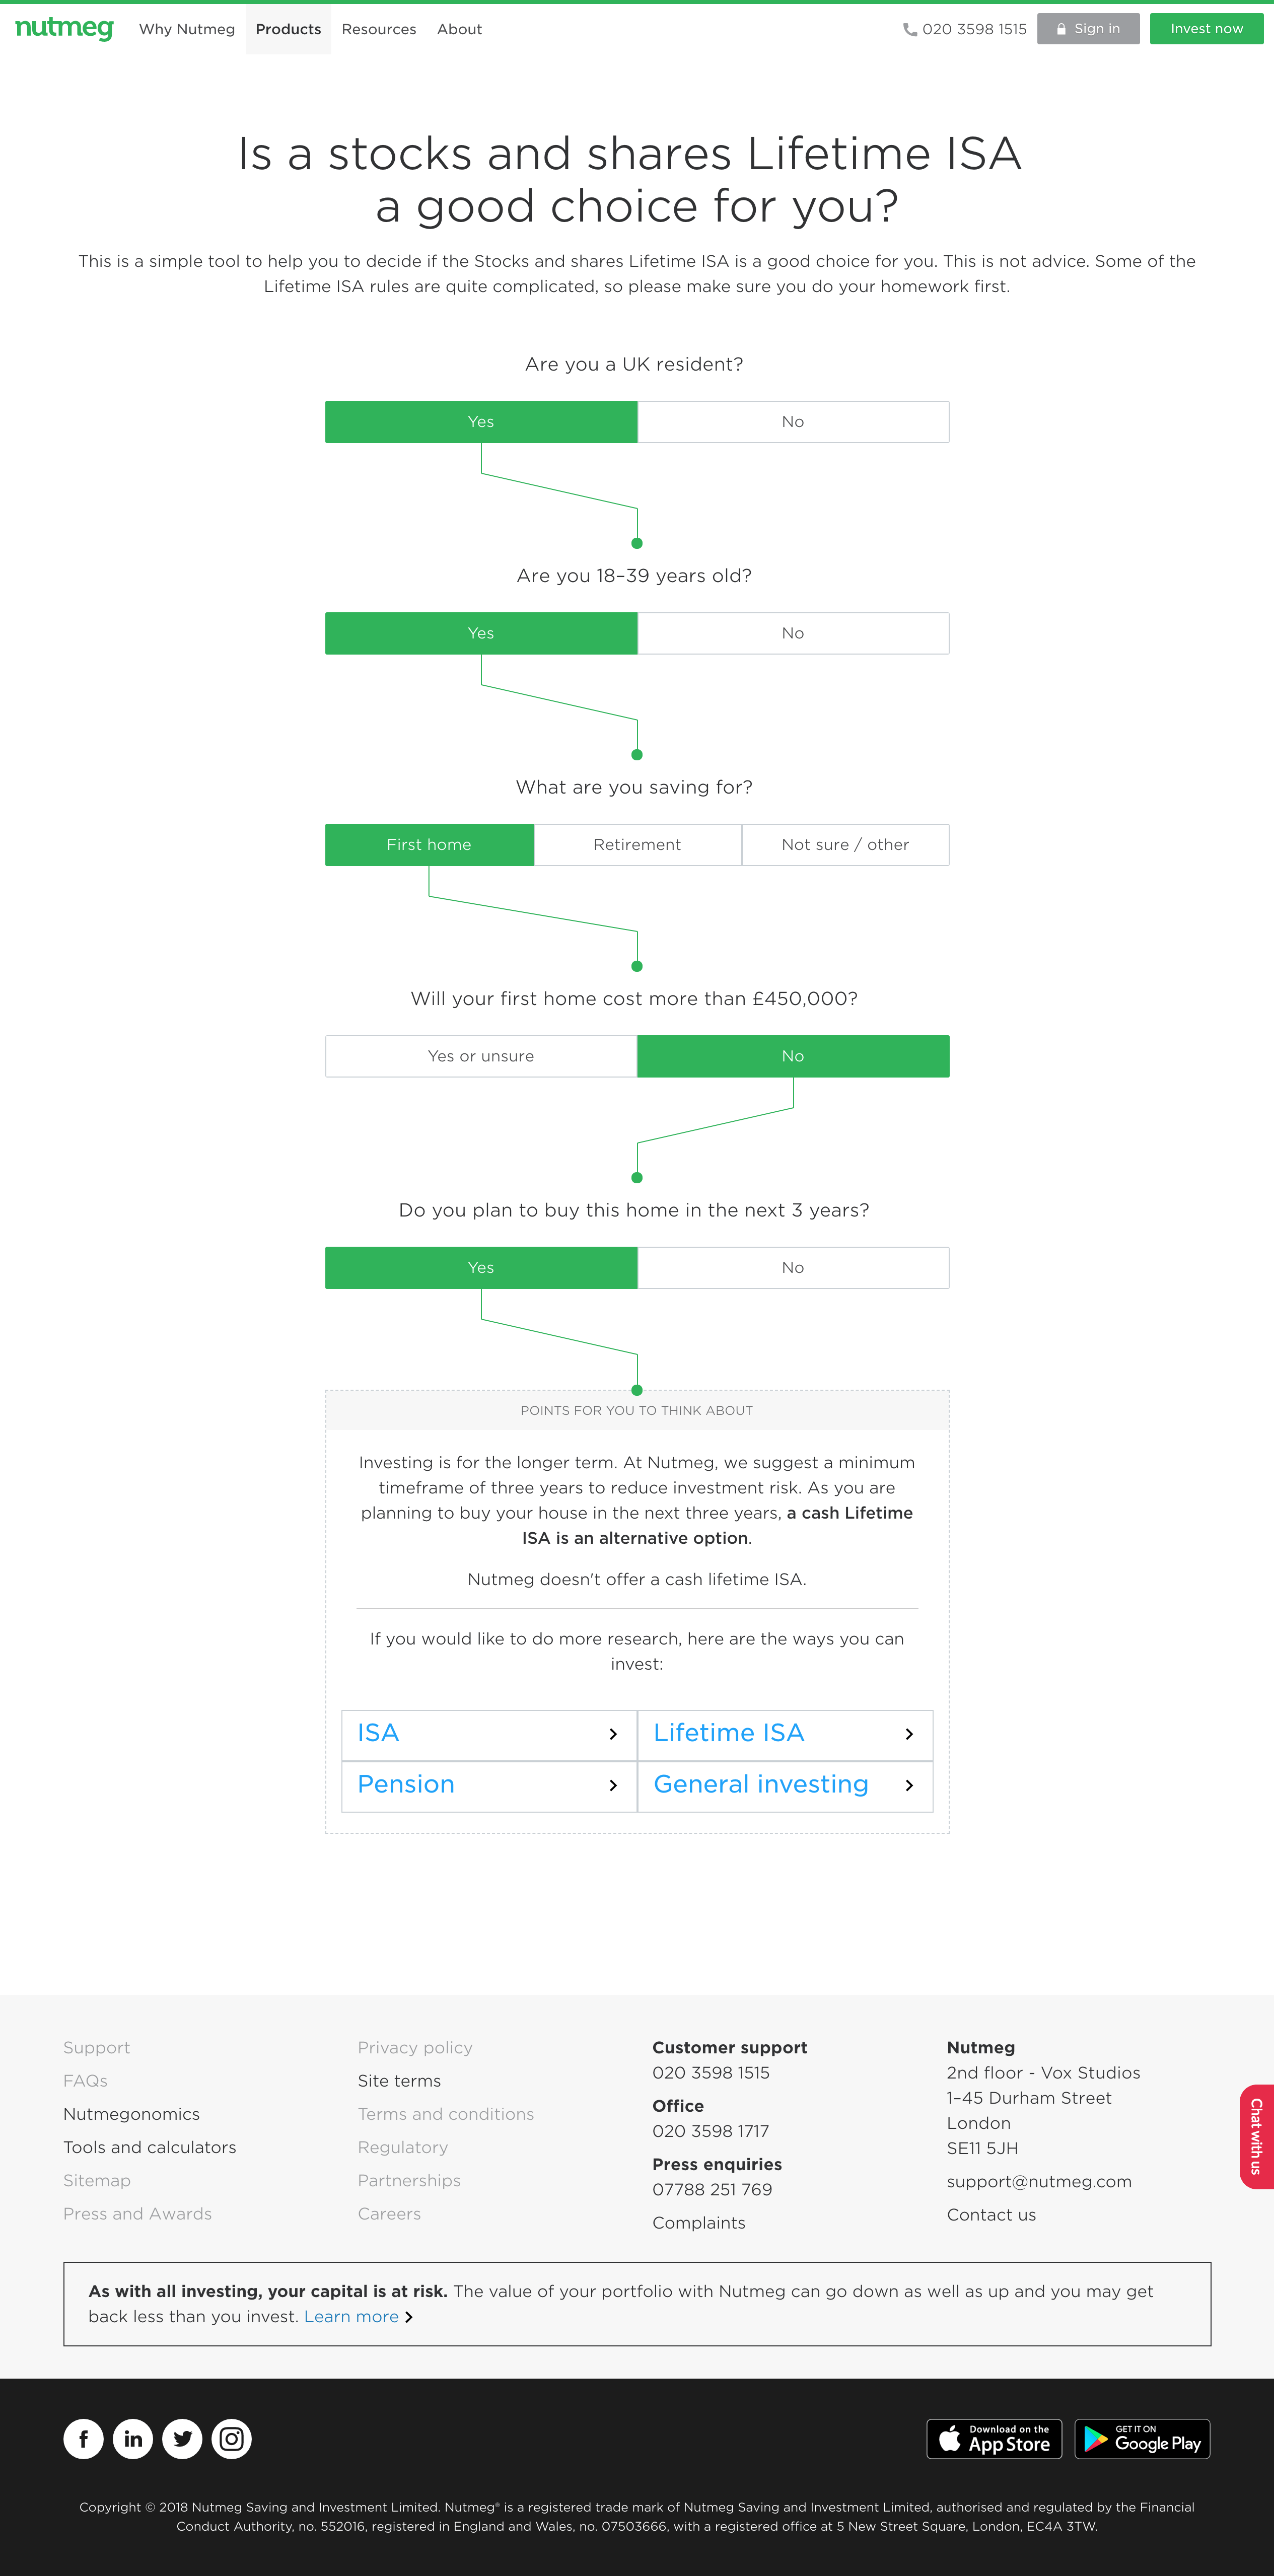 nutmeg
Why Nutmeg
Products
Resources
About
020 3598 1515
Sign in
Invest now
Is a stocks and shares Lifetime ISA
a good choice for you?
This is a simple tool to help you to decide if the Stocks and shares Lifetime ISA is a good choice for you. This is not advice. Some of the
Lifetime ISA rules are quite complicated, so please make sure you do your homework first.
Are you a UK resident?
Yes
No
Are you 18–39 years old?
Yes
No
What are you saving for?
First home
Retirement
Not sure / other
Will your first home cost more than £450,000?
Yes or unsure
No
Do you plan to buy this home in the next 3 years?
Yes
No
POINTS FOR YOU TO THINK ABOUT
Investing is for the longer term. At Nutmeg, we suggest a minimum
timeframe of three years to reduce investment risk. As you are
planning to buy your house in the next three years, a cash Lifetime
ISA is an alternative option.
Nutmeg doesn't offer a cash lifetime ISA.
If you would like to do more research, here are the ways you can
invest:
ISA
Lifetime ISA
Pension
General investing
Support
FAQs
Nutmegonomics
Tools and calculators
Sitemap
Press and Awards
Privacy policy
Site terms
Terms and conditions
Regulatory
Partnerships
Careers
Customer support
020 3598 1515
Office
020 3598 1717
Press enquiries
07788 251 769
Complaints
Nutmeg
2nd floor - Vox Studios
1–45 Durham Street
London
SE11 5JH
support@nutmeg.com
Contact us
Chat with us
As with all investing, your capital is at risk. The value of your portfolio with Nutmeg can go down as well as up and you may get
back less than you invest. Learn more
Download on the
App Store
GET IT ON
Google Play
Copyright © 2018 Nutmeg Saving and Investment Limited. Nutmeg® is a registered trade mark of Nutmeg Saving and Investment Limited, authorised and regulated by the Financial
Conduct Authority, no. 552016, registered in England and Wales, no. 07503666, with a registered office at 5 New Street Square, London, EC4A 3TW.